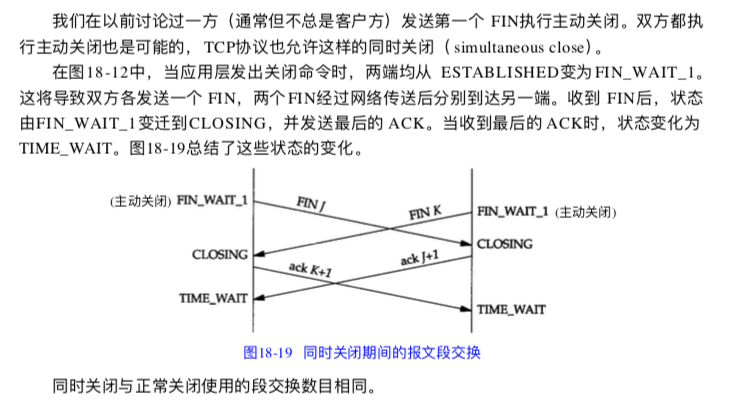 我们在以前讨论过一方（通常但不总是客户方）发送第一个 FIN执行主动关闭。双方都执
行主动关闭也是可能的，TCP协议也允许这样的同时关闭（simultaneous close）。
在图18-12中，当应用层发出关闭命令时，两端均从 ESTABLISHED变为FIN_WAIT_1。
这将导致双方各发送一个 FIN，两个FIN经过网络传送后分别到达另一端。收到 FIN后，状态
由FIN_WAIT_1变迁到CLOSING，并发送最后的 ACK。当收到最后的ACK时，状态变化为
TIME_WAIT。图18-19总结了这些状态的变化。
(主动关闭) FIN_WAIT_1
FIN J
FIN K
FIN_WAIT_1 (主动关闭)
CLOSING
CLOSING
ack K+1
ack J+1
TIME_WAIT
TIME_WAIT
图18-19 同时关闭期间的报文段交换
同时关闭与正常关闭使用的段交换数目相同。